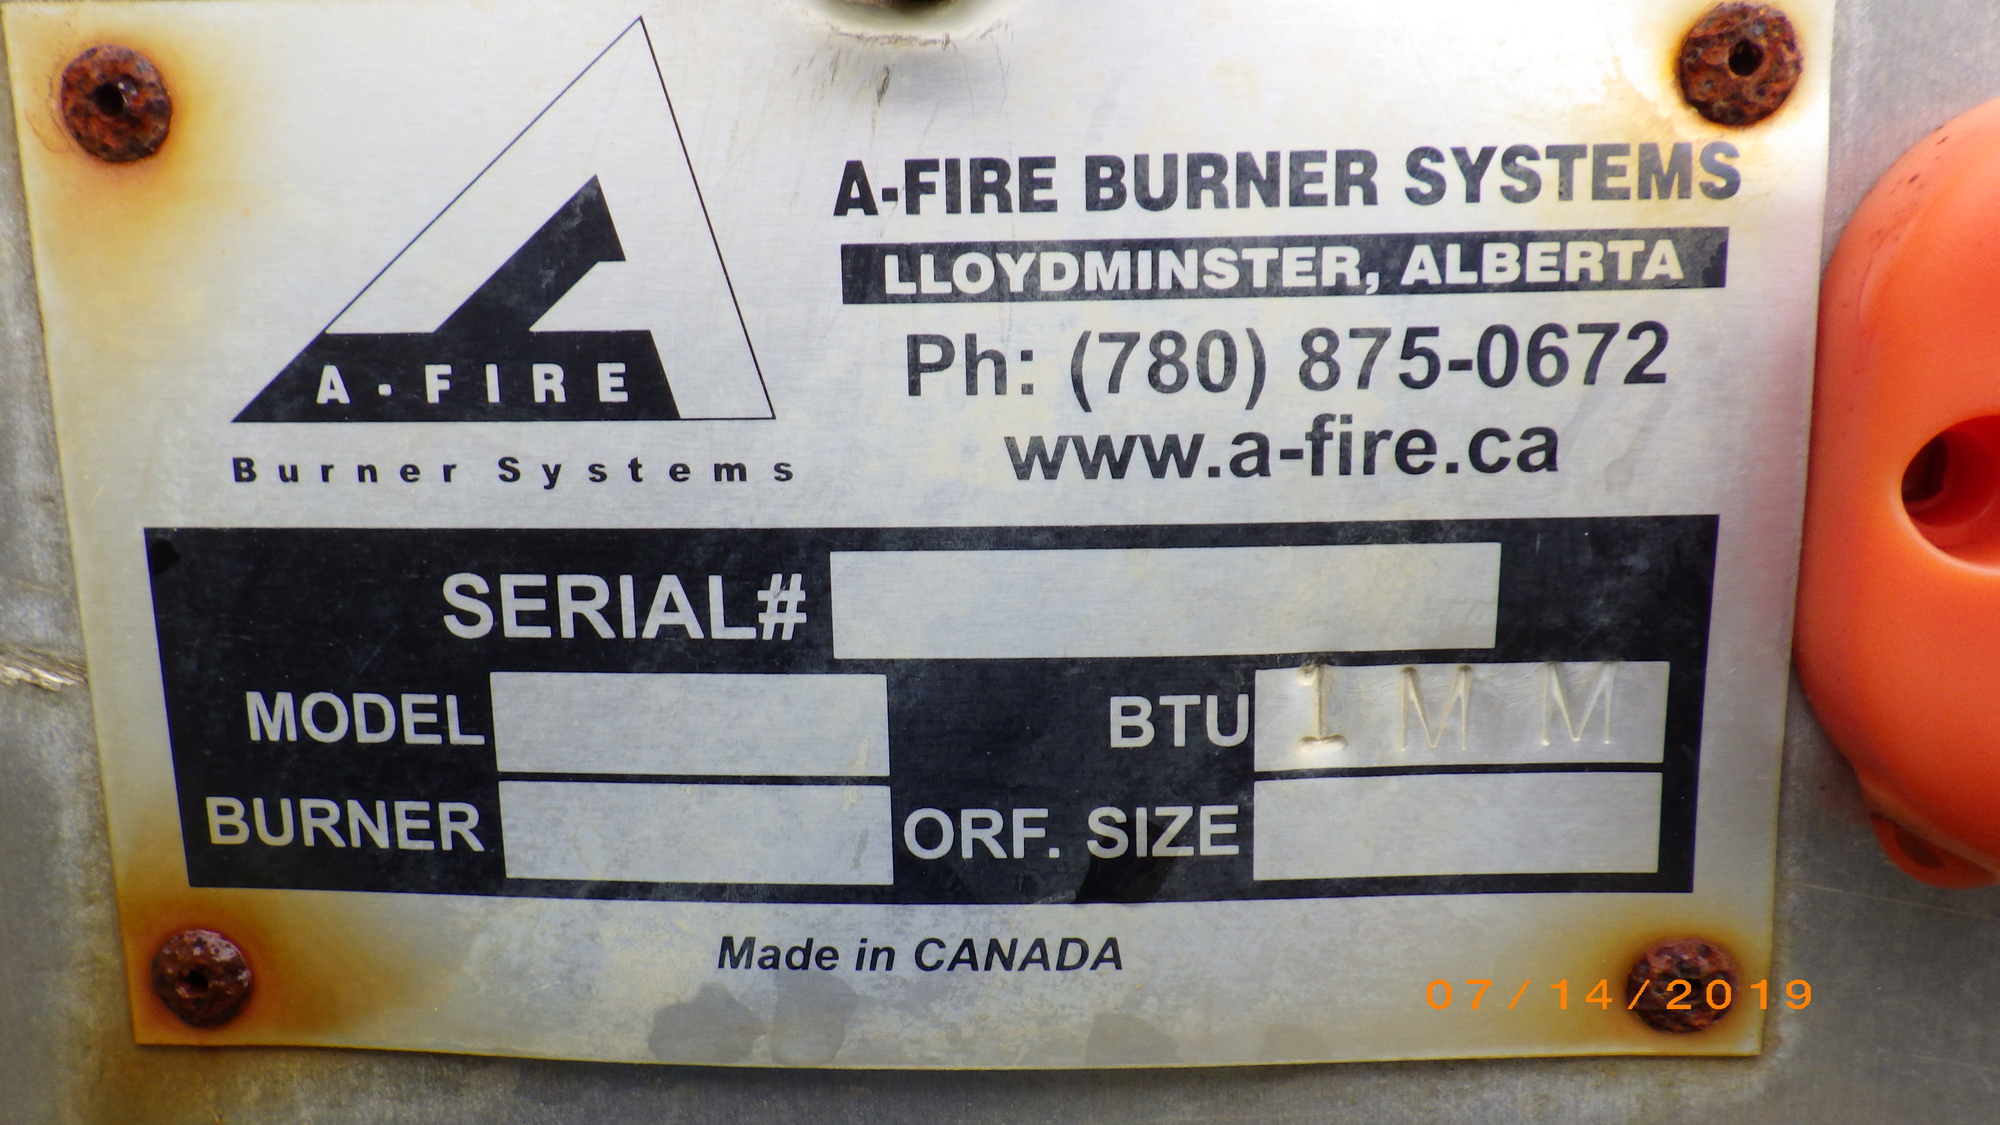 A-FIRE
Burner Systems
A-FIRE BURNER SYSTEMS
LLOYDMINSTER, ALBERTA
Ph: (780) 875-0672
www.a-fire.ca
SERIAL#
MODEL
BTU 1 M M
BURNER
ORF. SIZE
Made in CANADA
07/14/2019